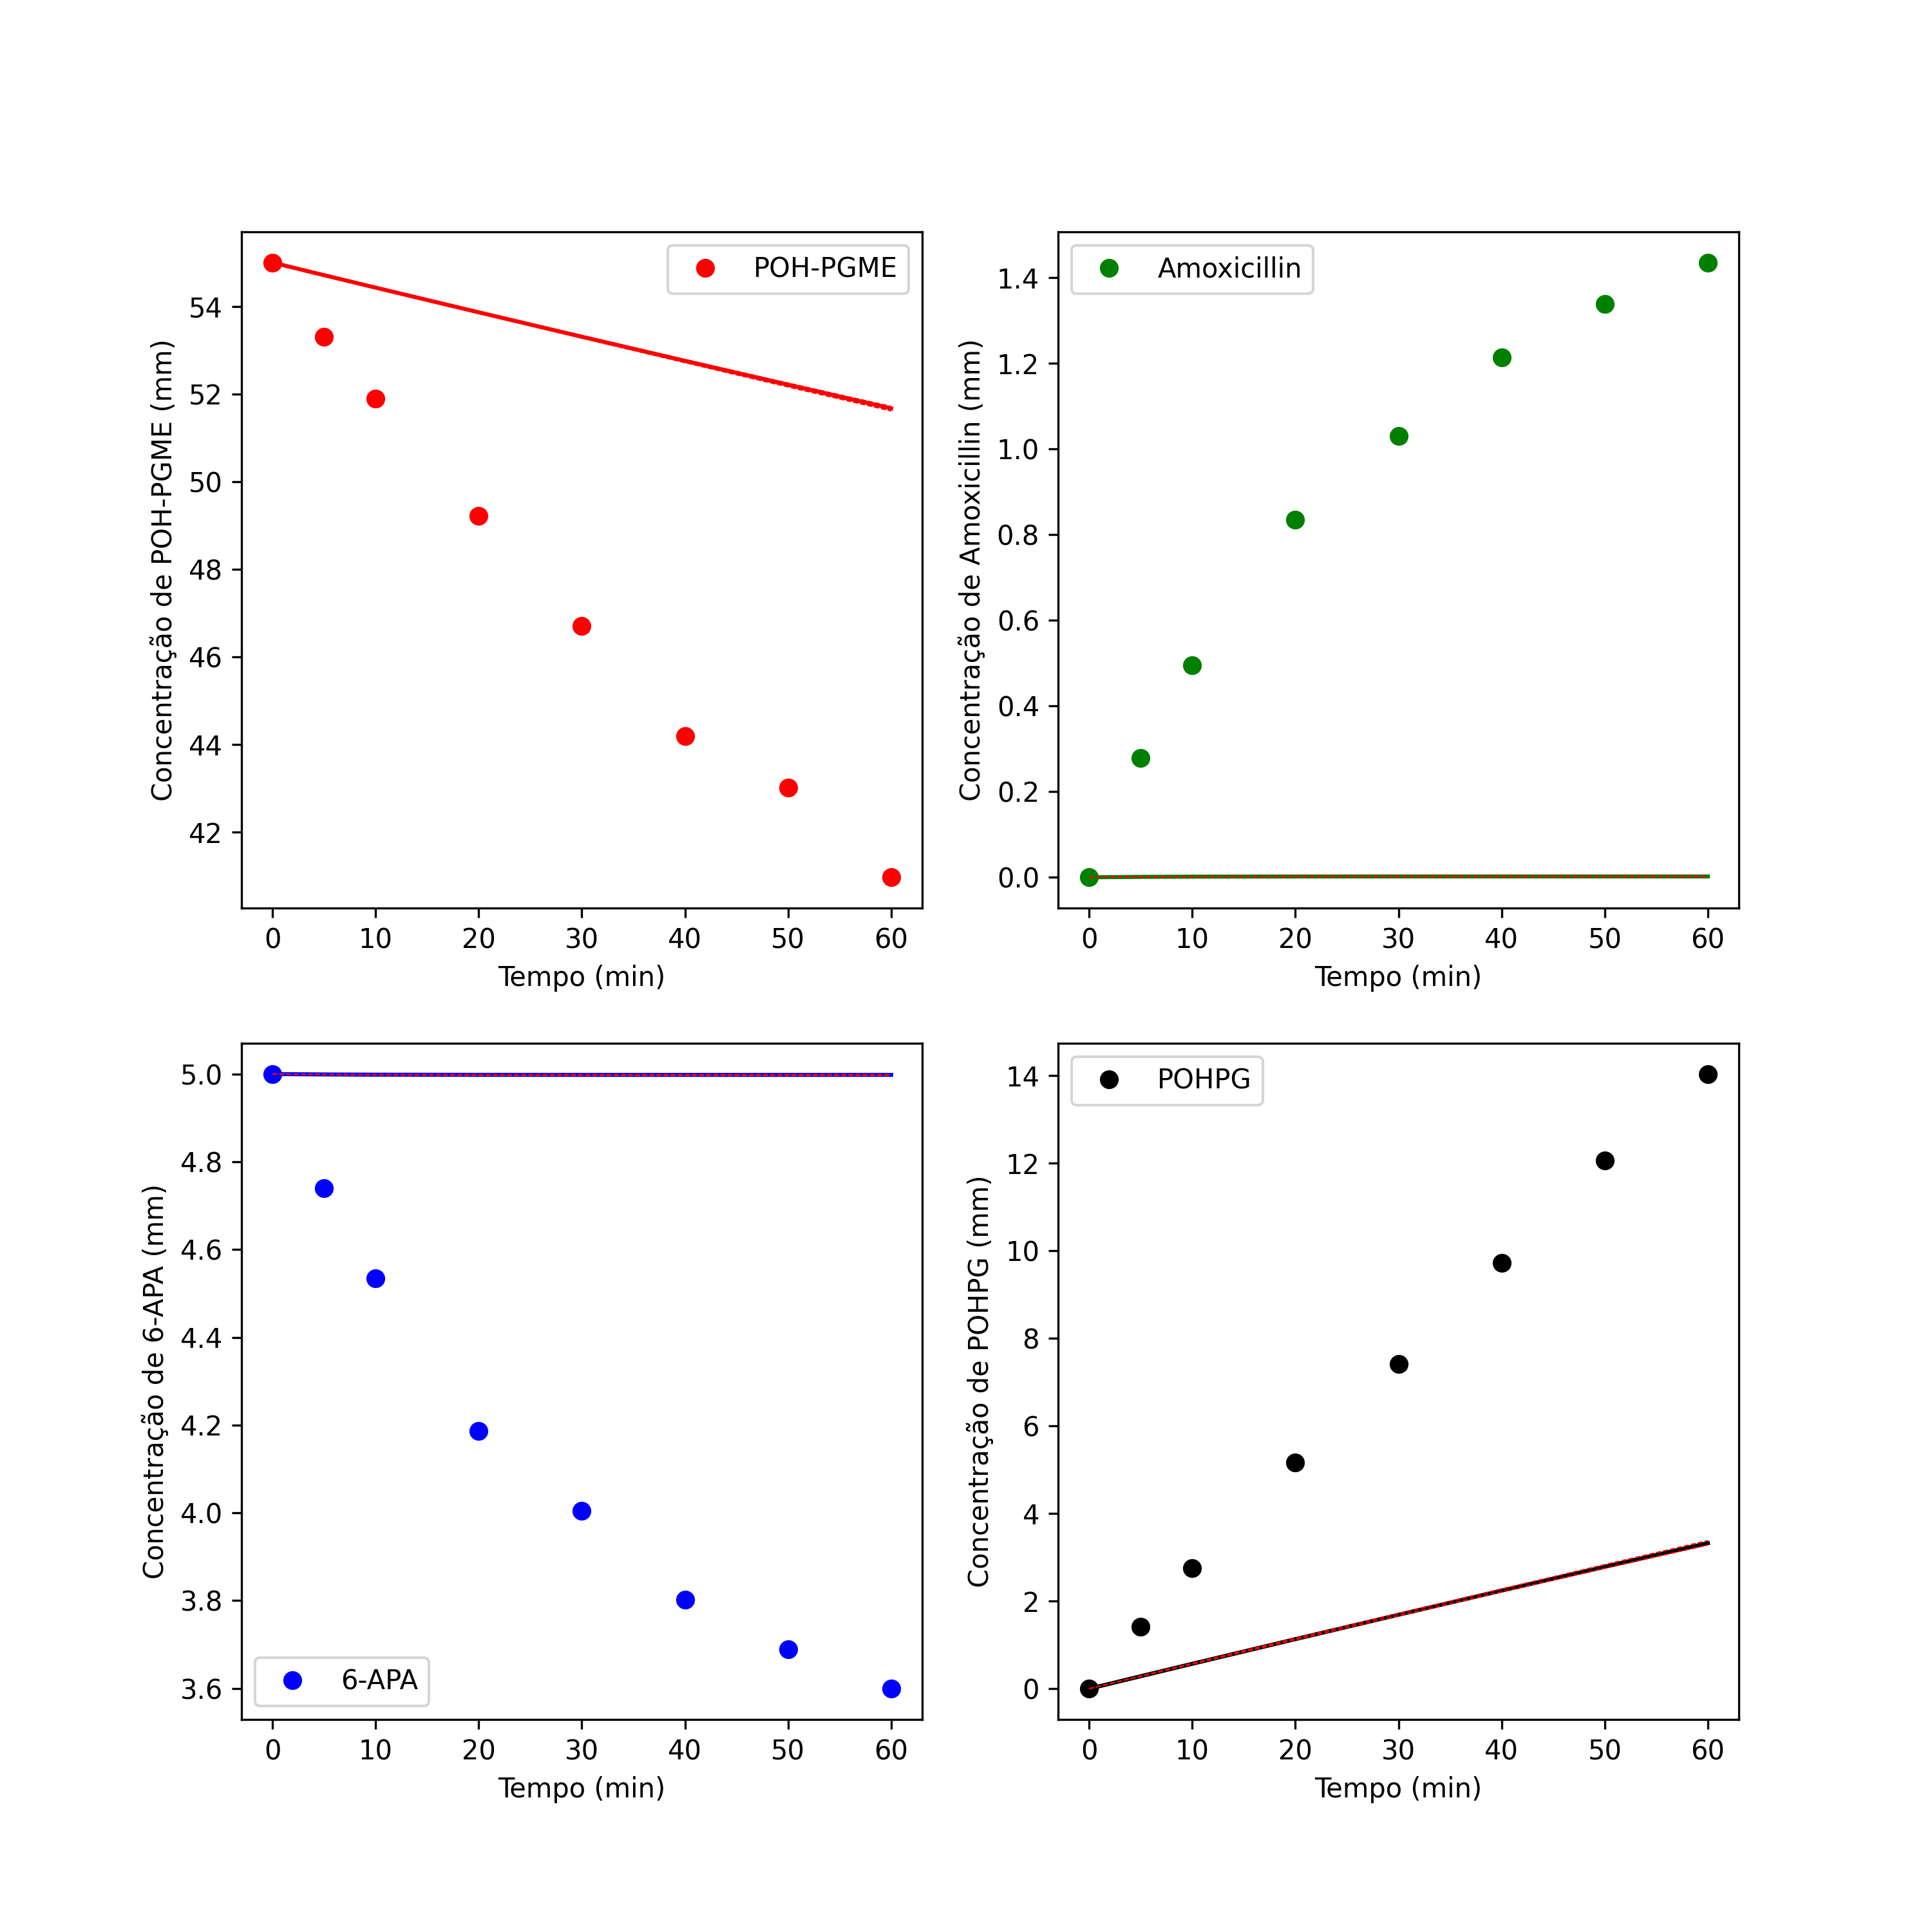 POH-PGME
Concentração de POH-PGME (mm)
54
52
50
48
46
44
42
0 10 20 30 40 50 60
Tempo (min)
Amoxicillin
Concentração de Amoxicillin (mm)
1.4
1.2
1.0
0.8
0.6
0.4
0.2
0.0
0 10 20 30 40 50 60
Tempo (min)
6-APA
Concentração de 6-APA (mm)
5.0
4.8
4.6
4.4
4.2
4.0
3.8
3.6
0 10 20 30 40 50 60
Tempo (min)
POHPG
Concentração de POHPG (mm)
14
12
10
8
6
4
2
0
0 10 20 30 40 50 60
Tempo (min)